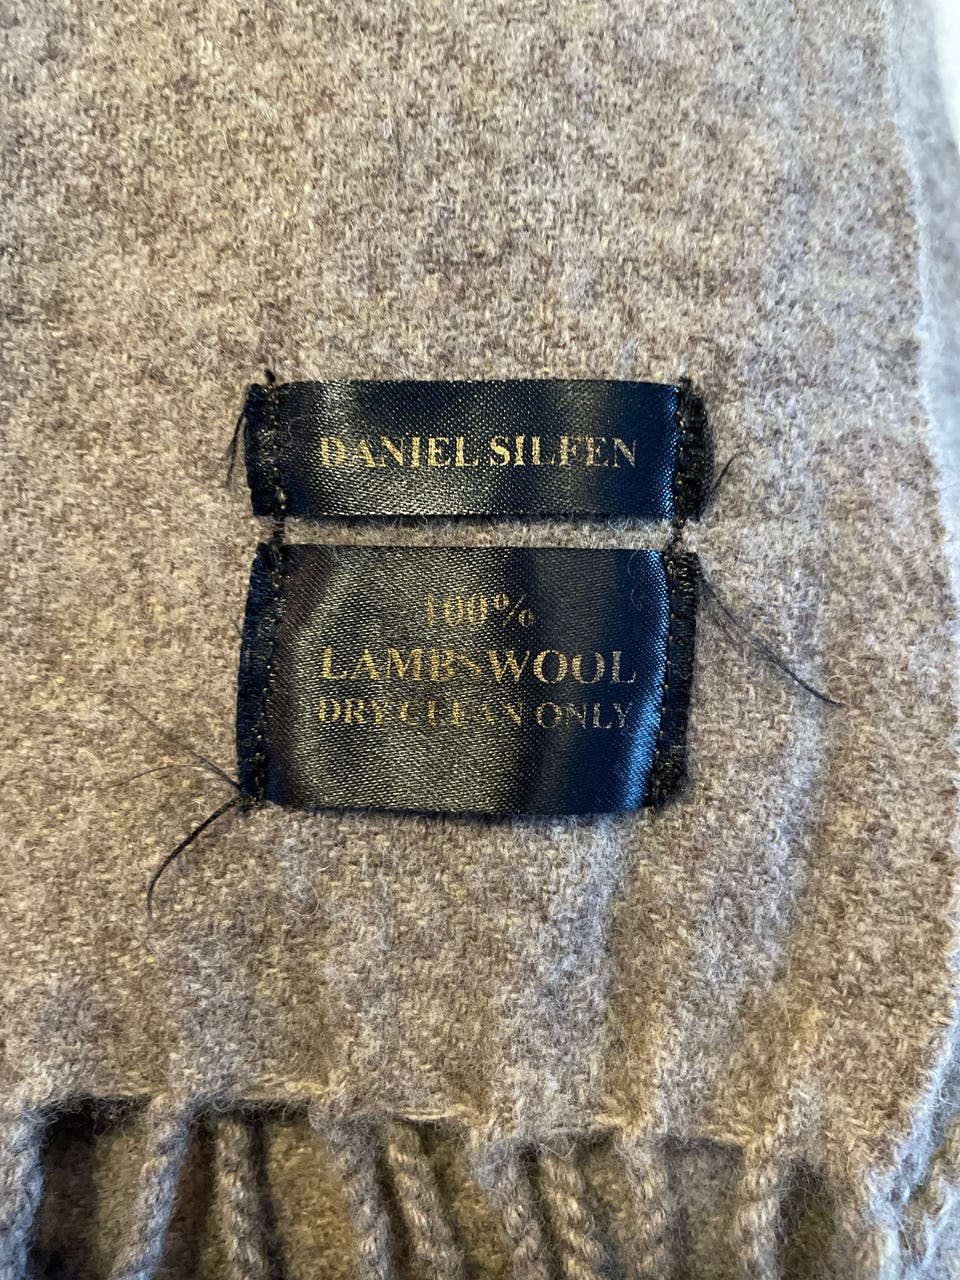 DANIEL SILFEN
100%
LAMBSWOOL
DRY CLEAN ONLY